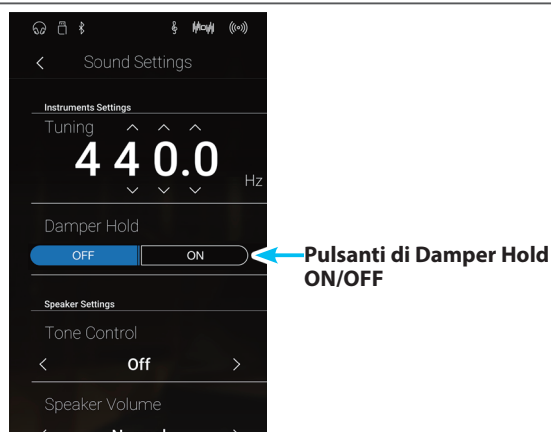 Sound Settings
Instruments Settings
Tuning
440.0
Hz
Damper Hold
OFF ON
Pulsanti di Damper Hold
ON/OFF
Speaker Settings
Tone Control
Off
Speaker Volume